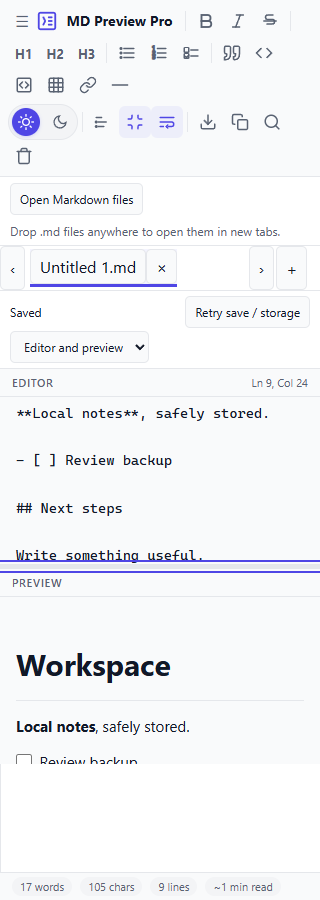 MD Preview Pro B I S
H1 H2 H3
Open Markdown files
Drop .md files anywhere to open them in new tabs.
‹ Untitled 1.md × › +
Saved Retry save / storage
Editor and preview
EDITOR Ln 9, Col 24
**Local notes**, safely stored.
- [ ] Review backup
## Next steps
Write something useful.
PREVIEW
Workspace
Local notes, safely stored.
Review backup
17 words 105 chars 9 lines ~1 min read